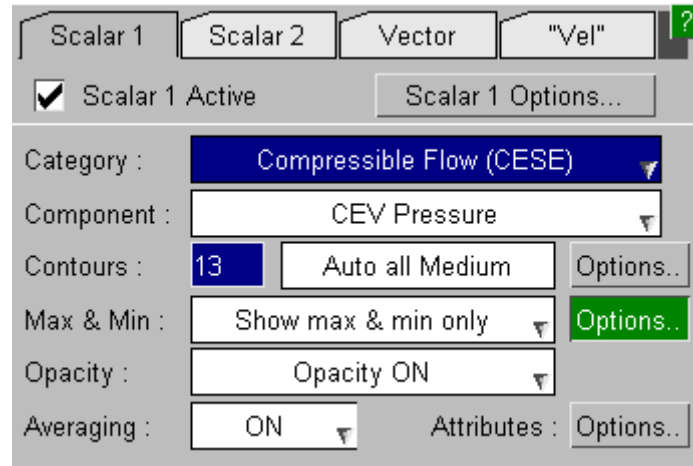 Scalar 1 Scalar 2 Vector "Vel" ?
Scalar 1 Active Scalar 1 Options...
Category : Compressible Flow (CESE)
Component : CEV Pressure
Contours : 13 Auto all Medium Options..
Max & Min : Show max & min only Options..
Opacity : Opacity ON
Averaging : ON Attributes : Options..